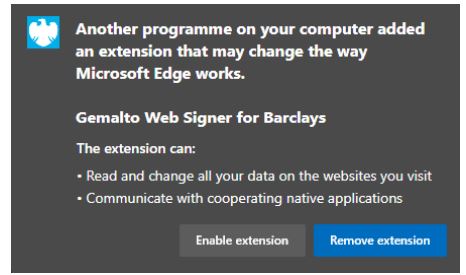 Another programme on your computer added
an extension that may change the way
Microsoft Edge works.
Gemalto Web Signer for Barclays
The extension can:
• Read and change all your data on the websites you visit
• Communicate with cooperating native applications
Enable extension Remove extension